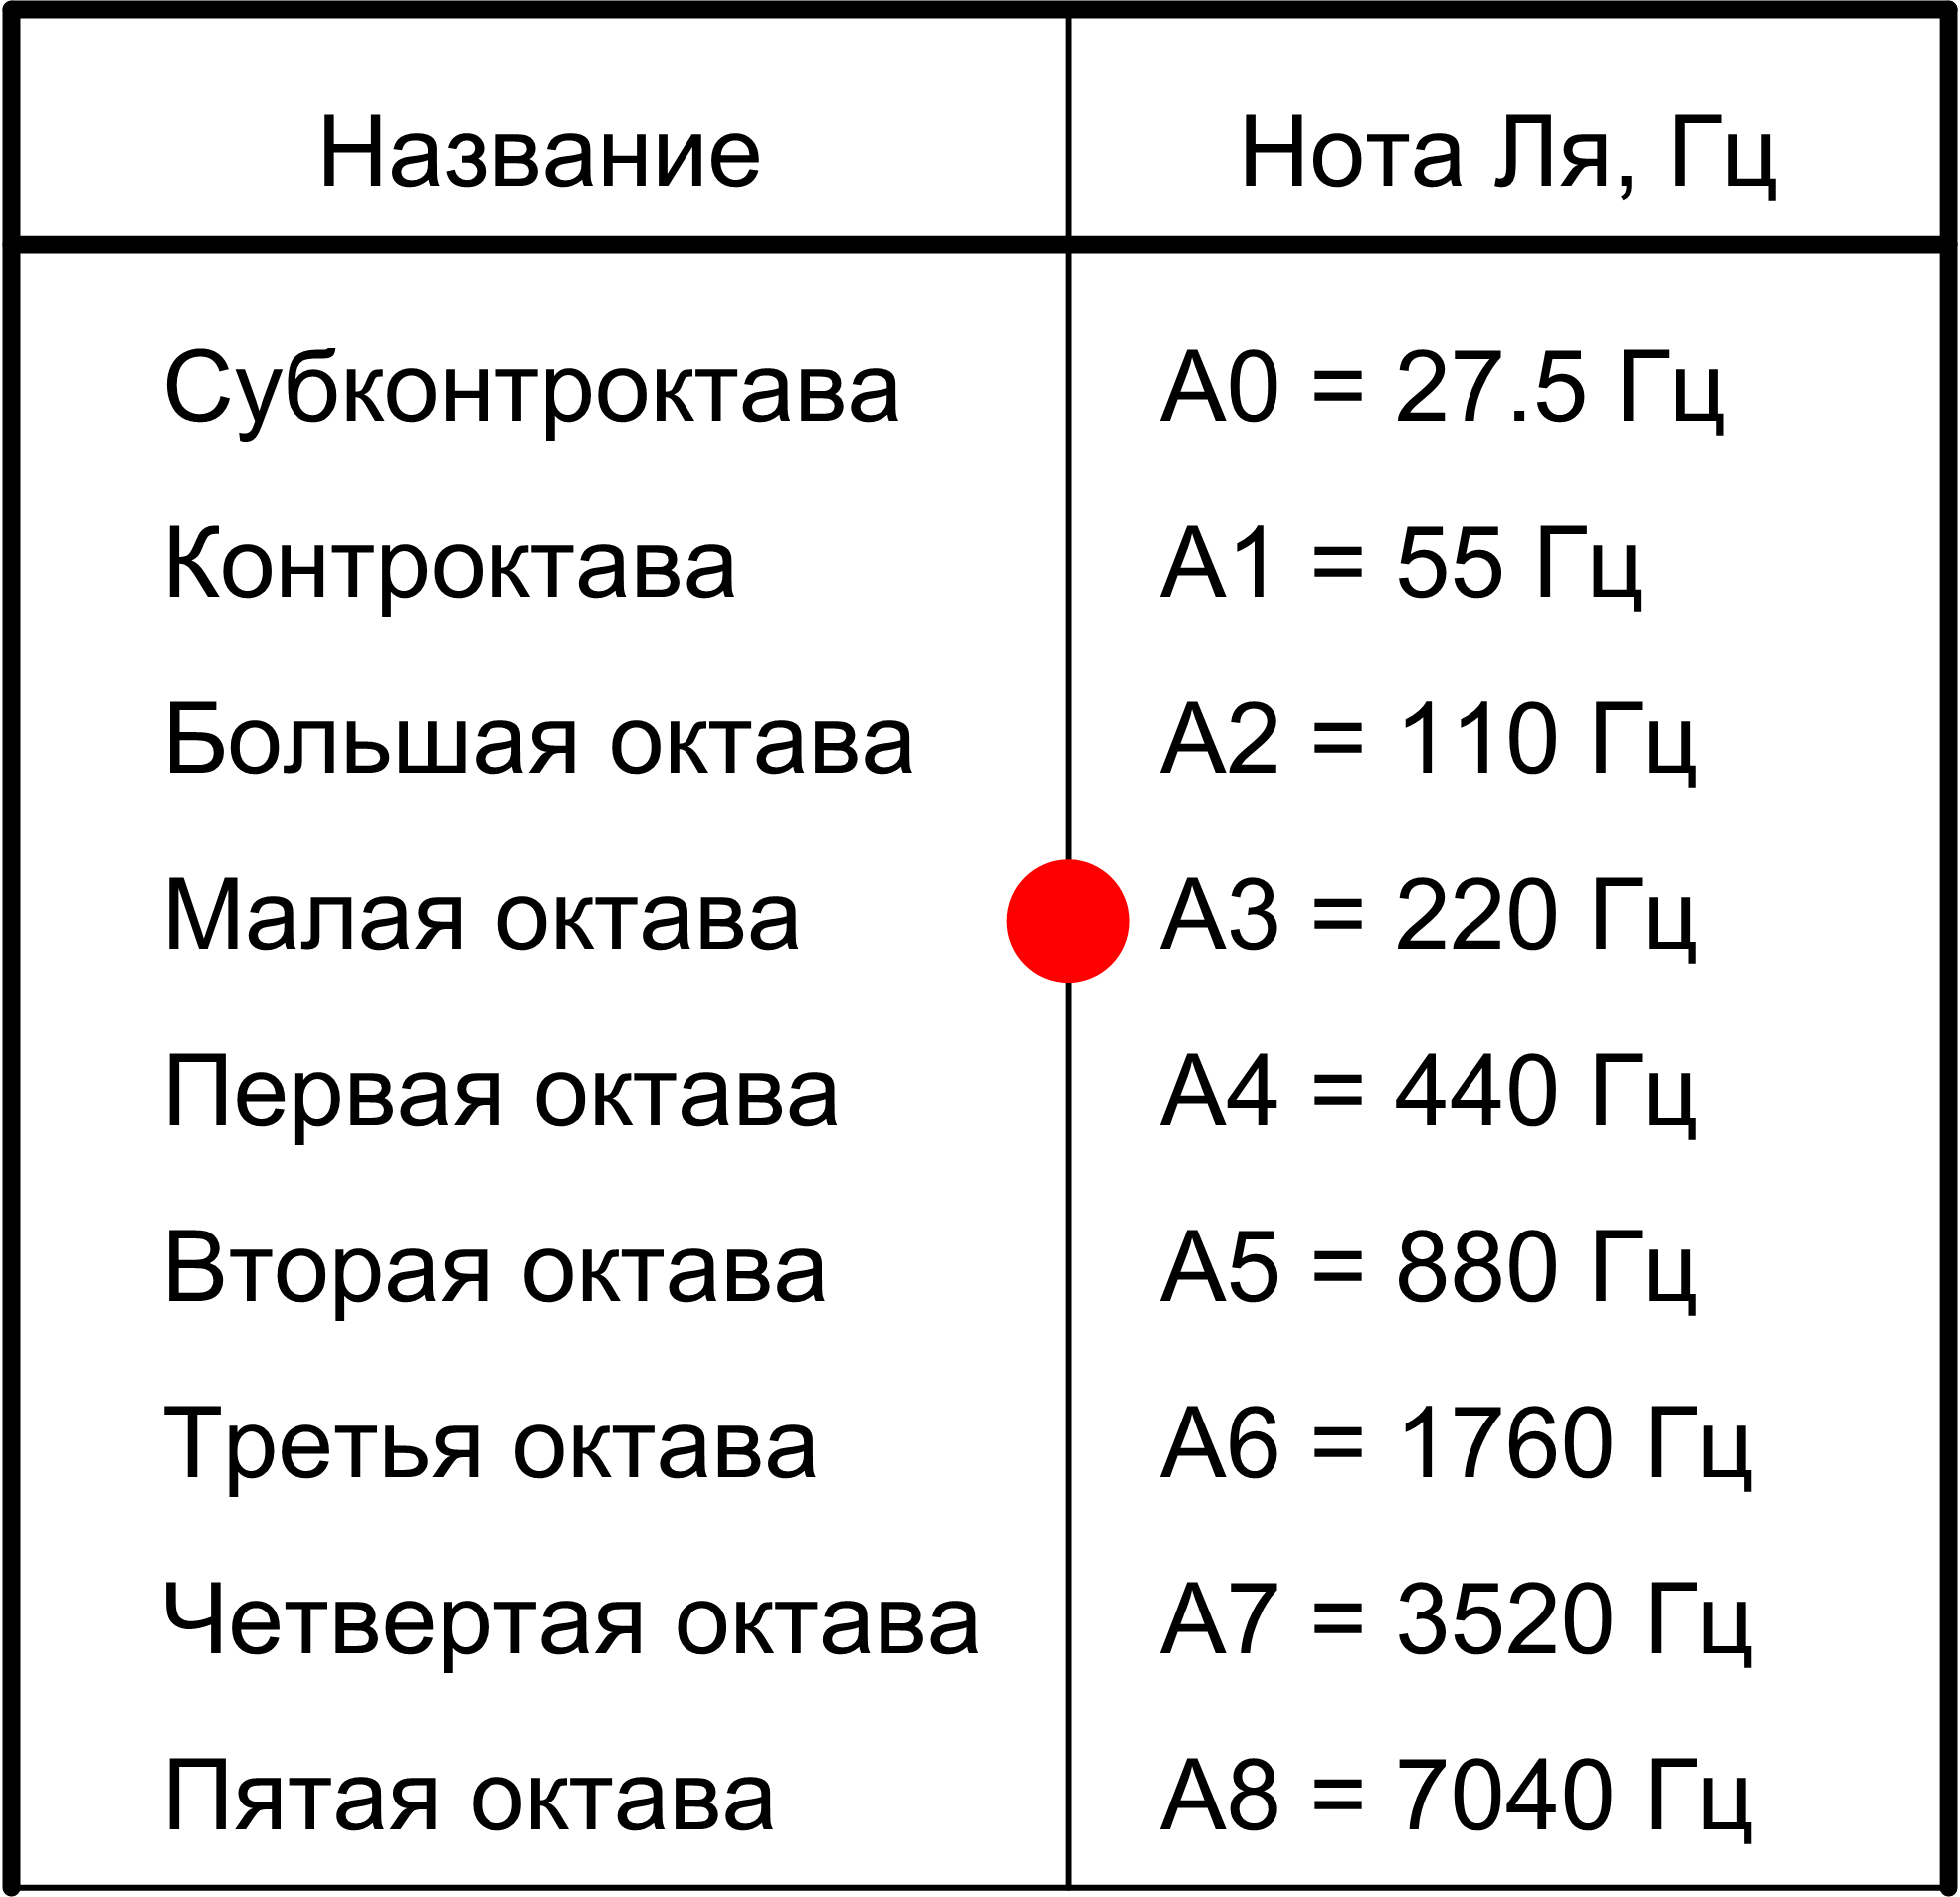 Название Нота Ля, Гц
Субконтроктава A0 = 27.5 Гц
Контроктава A1 = 55 Гц
Большая октава A2 = 110 Гц
Малая октава A3 = 220 Гц
Первая октава A4 = 440 Гц
Вторая октава A5 = 880 Гц
Третья октава A6 = 1760 Гц
Четвертая октава A7 = 3520 Гц
Пятая октава A8 = 7040 Гц